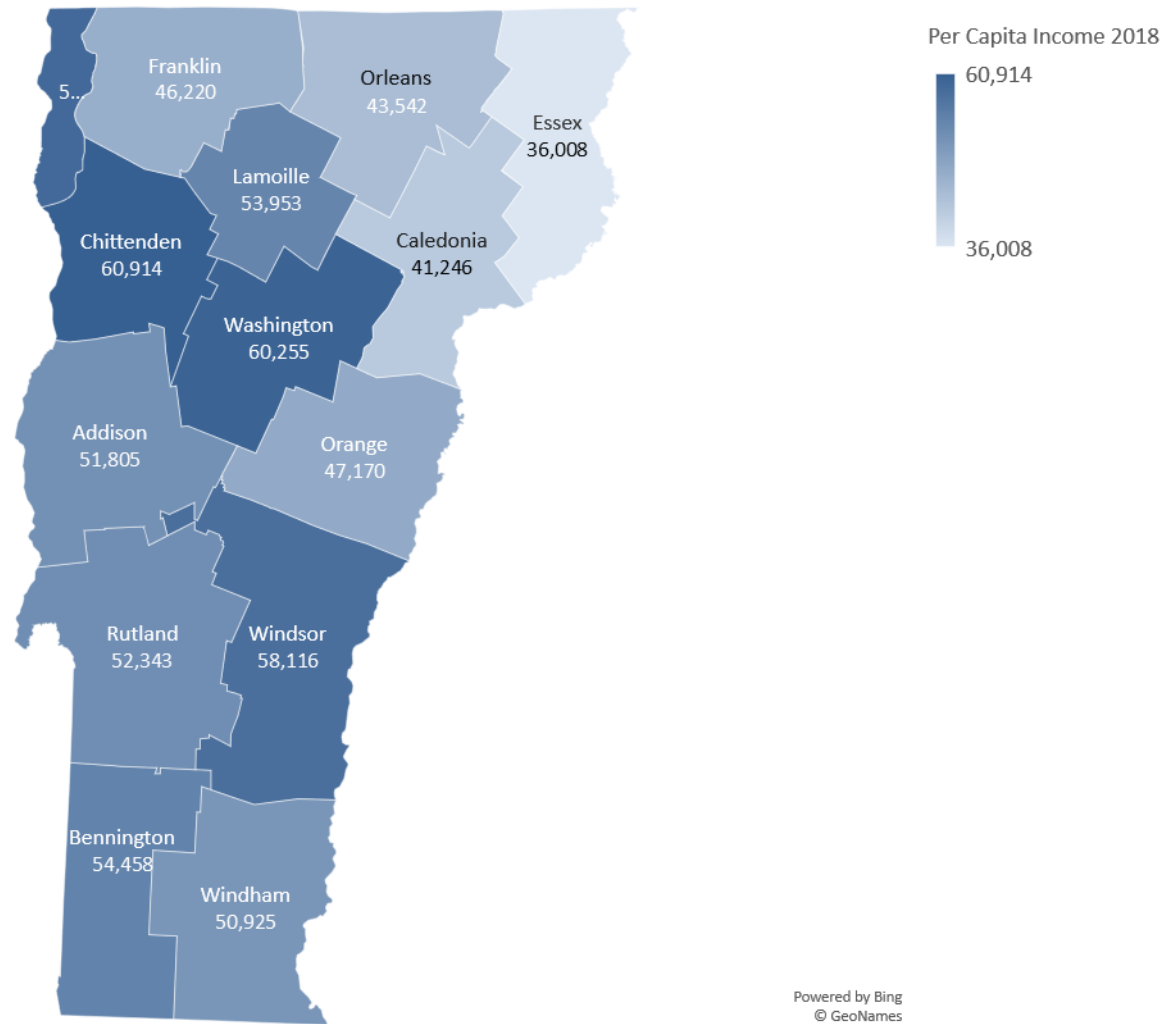 Per Capita Income 2018
60,914
36,008
5...
Franklin
46,220
Orleans
43,542
Essex
36,008
Lamoille
53,953
Chittenden
60,914
Caledonia
41,246
Washington
60,255
Addison
51,805
Orange
47,170
Rutland
52,343
Windsor
58,116
Bennington
54,458
Windham
50,925
Powered by Bing
© GeoNames